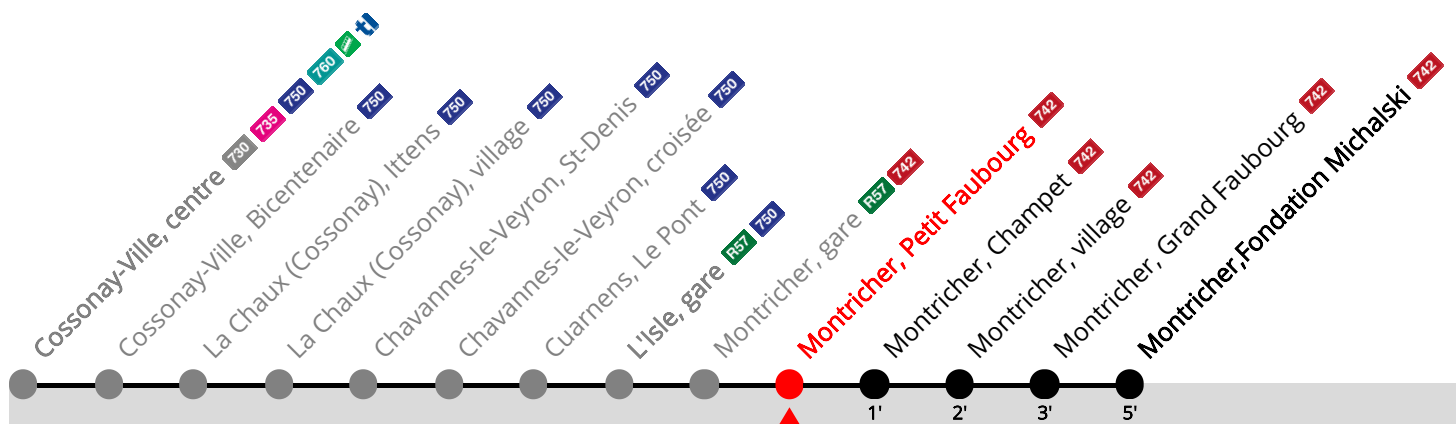 Cossonay-Ville, centre 730 735 750 760 tl
Cossonay-Ville, Bicentenaire 750
La Chaux (Cossonay), Ittens 750
La Chaux (Cossonay), village 750
Chavannes-le-Veyron, St-Denis 750
Chavannes-le-Veyron, croisée 750
Cuarnens, Le Pont 750
L'Isle, gare R57 750
Montricher, gare R57 742
Montricher, Petit Faubourg 742
Montricher, Champet 742
Montricher, village 742
Montricher, Grand Faubourg 742
Montricher,Fondation Michalski 742
1' 2' 3' 5'